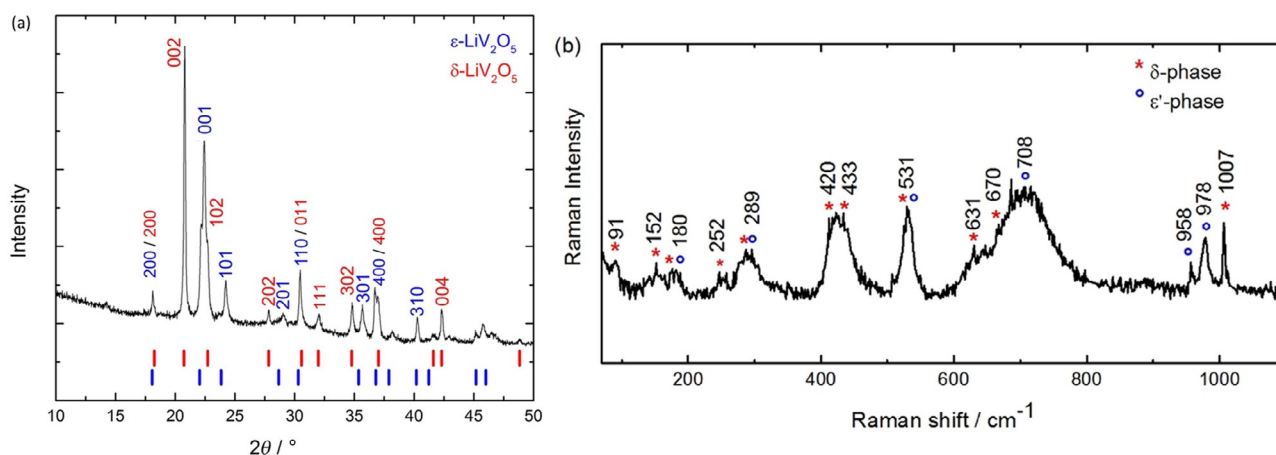 (a)
ε-LiV2O5
δ-LiV2O5
Intensity
200 / 200
002
001
102
101
202
201
110 / 011
111
302
301
400 / 400
310
004
10 15 20 25 30 35 40 45 50
2θ / °
(b)
* δ-phase
° ε'-phase
Raman Intensity
91
152
180
252
289
420
433
531
631
670
708
958
978
1007
200 400 600 800 1000
Raman shift / cm-1